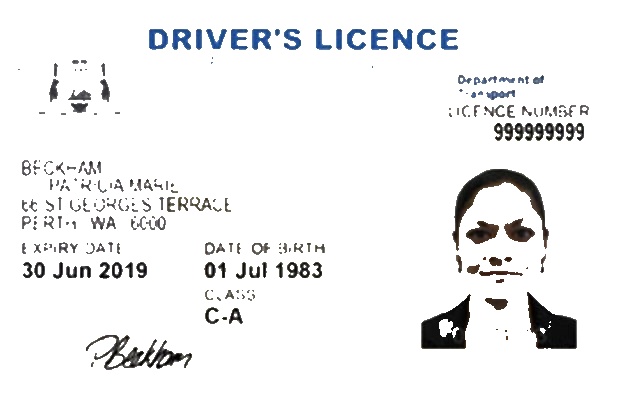 DRIVER'S LICENCE
Department of
Transport
LICENCE NUMBER
999999999
BECKHAM
PATRICIA MARIE
66 ST GEORGES TERRACE
PERTH WA 6000
EXPIRY DATE
30 Jun 2019
DATE OF BIRTH
01 Jul 1983
CLASS
C-A
P Beckham